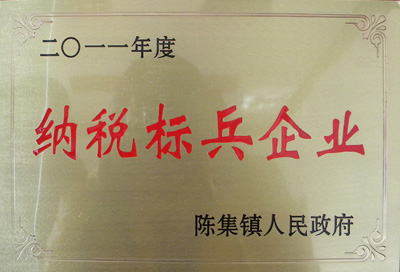 二〇一一年度
纳税标兵企业
陈集镇人民政府